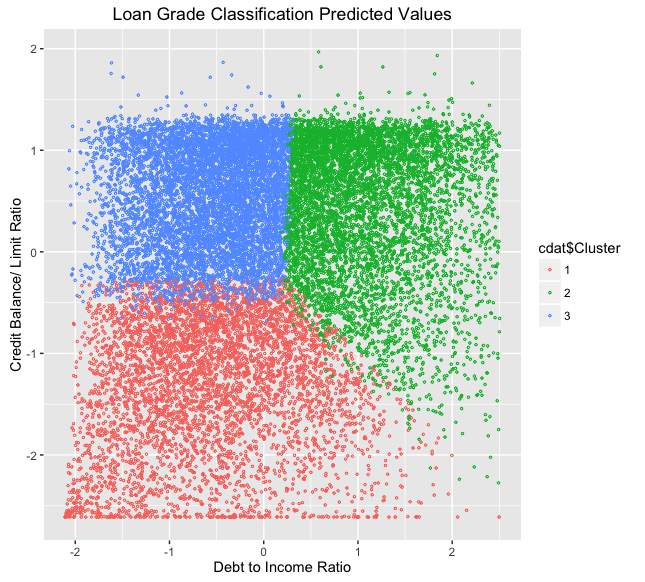 Loan Grade Classification Predicted Values
2
1
0
-1
-2
Credit Balance/ Limit Ratio
-2 -1 0 1 2
Debt to Income Ratio
cdat$Cluster
1
2
3